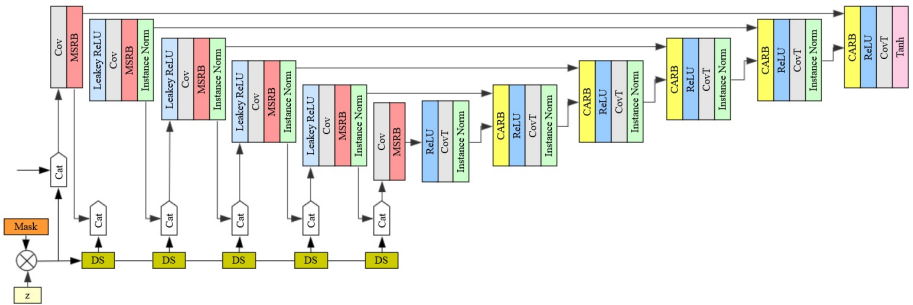 Cov
MSRB
Leakey ReLU
Cov
MSRB
Instance Norm
Leakey ReLU
Cov
MSRB
Instance Norm
Leakey ReLU
Cov
MSRB
Instance Norm
Leakey ReLU
Cov
MSRB
Instance Norm
Cov
MSRB
ReLU
CovT
Instance Norm
CARB
ReLU
CovT
Instance Norm
CARB
ReLU
CovT
Instance Norm
CARB
ReLU
CovT
Instance Norm
CARB
ReLU
CovT
Instance Norm
CARB
ReLU
CovT
Tanh
Cat
Cat
Cat
Cat
Cat
Cat
Mask
DS
DS
DS
DS
DS
z